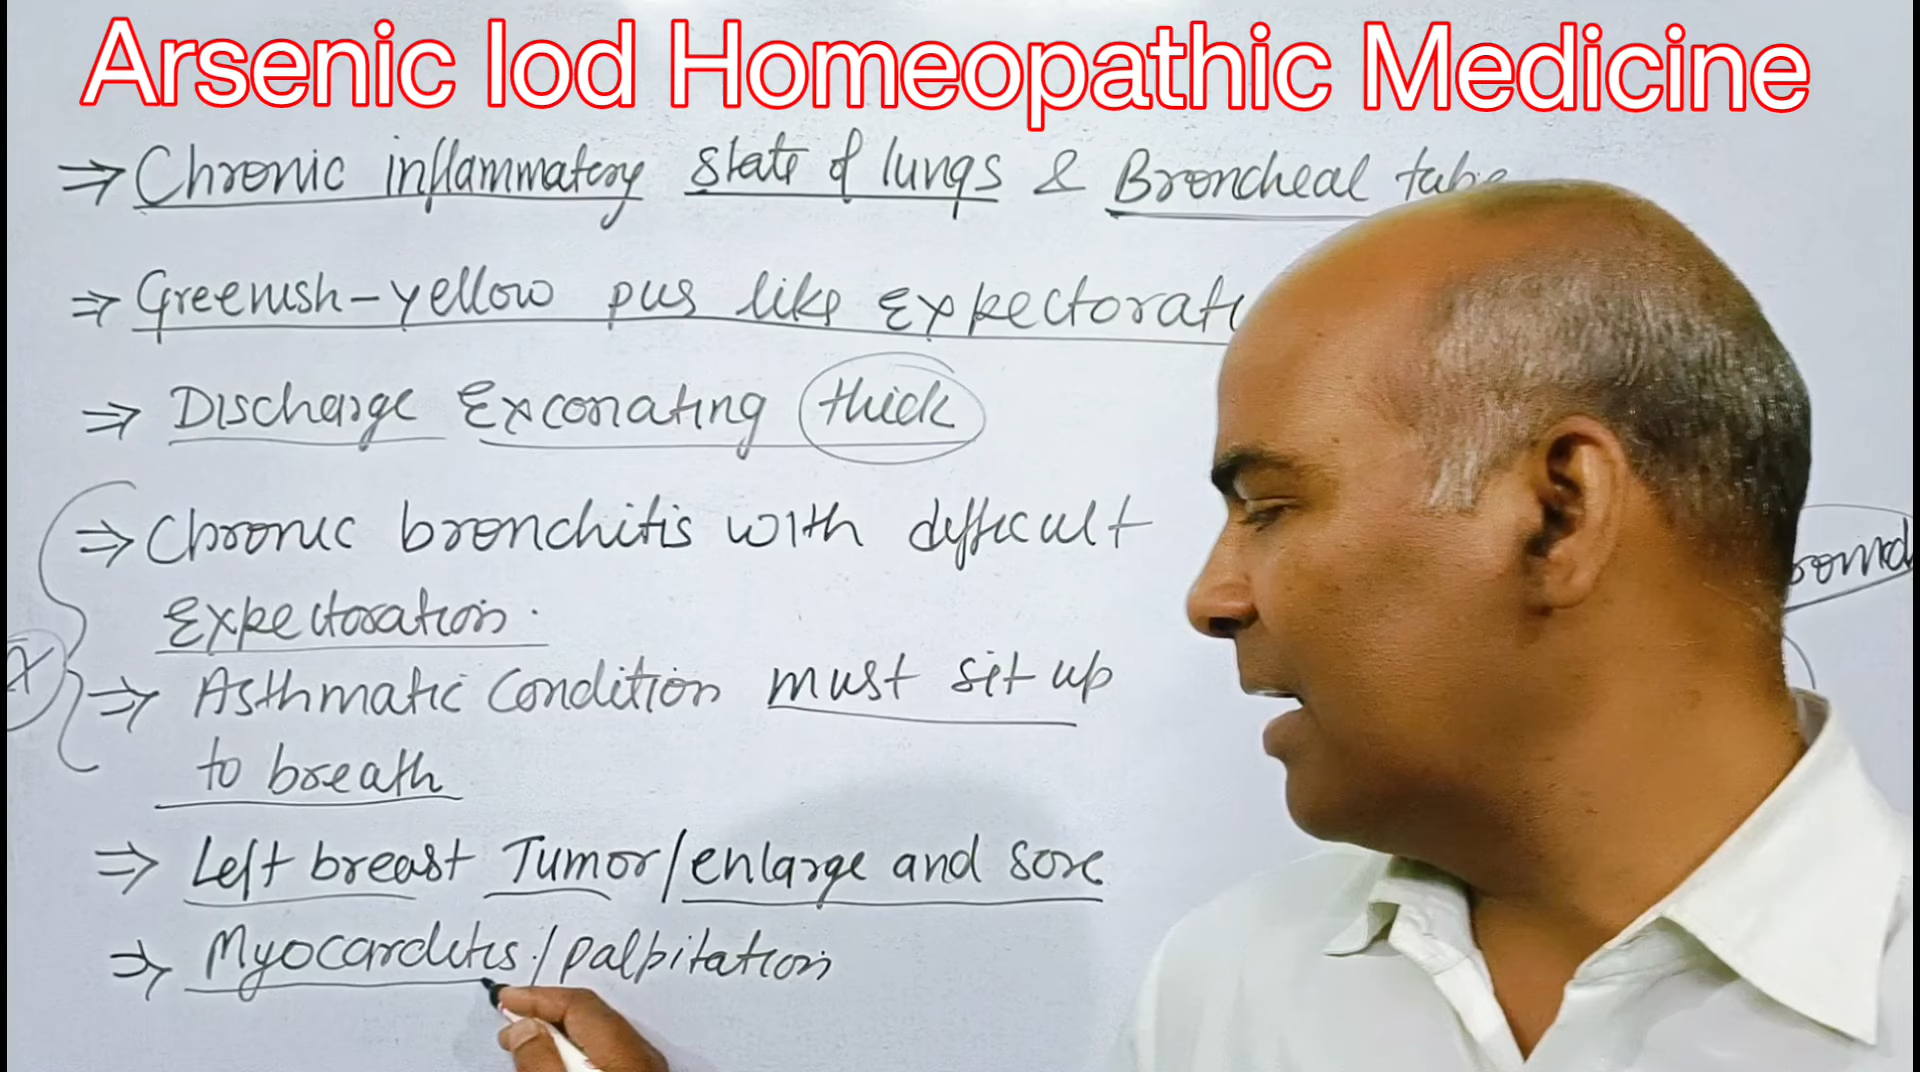 Arsenic Iod Homeopathic Medicine
⇒ Chronic inflammatory state of lungs & Broncheal tube
⇒ Greenish-yellow pus like Expectorati
⇒ Discharge Exconating thick
⇒ Chronic bronchitis with difficult
Expectoration.
⇒ Asthmatic Condition must sit up
to breath
⇒ Left breast Tumor/enlarge and sore
⇒ Myocarditis/palpitation